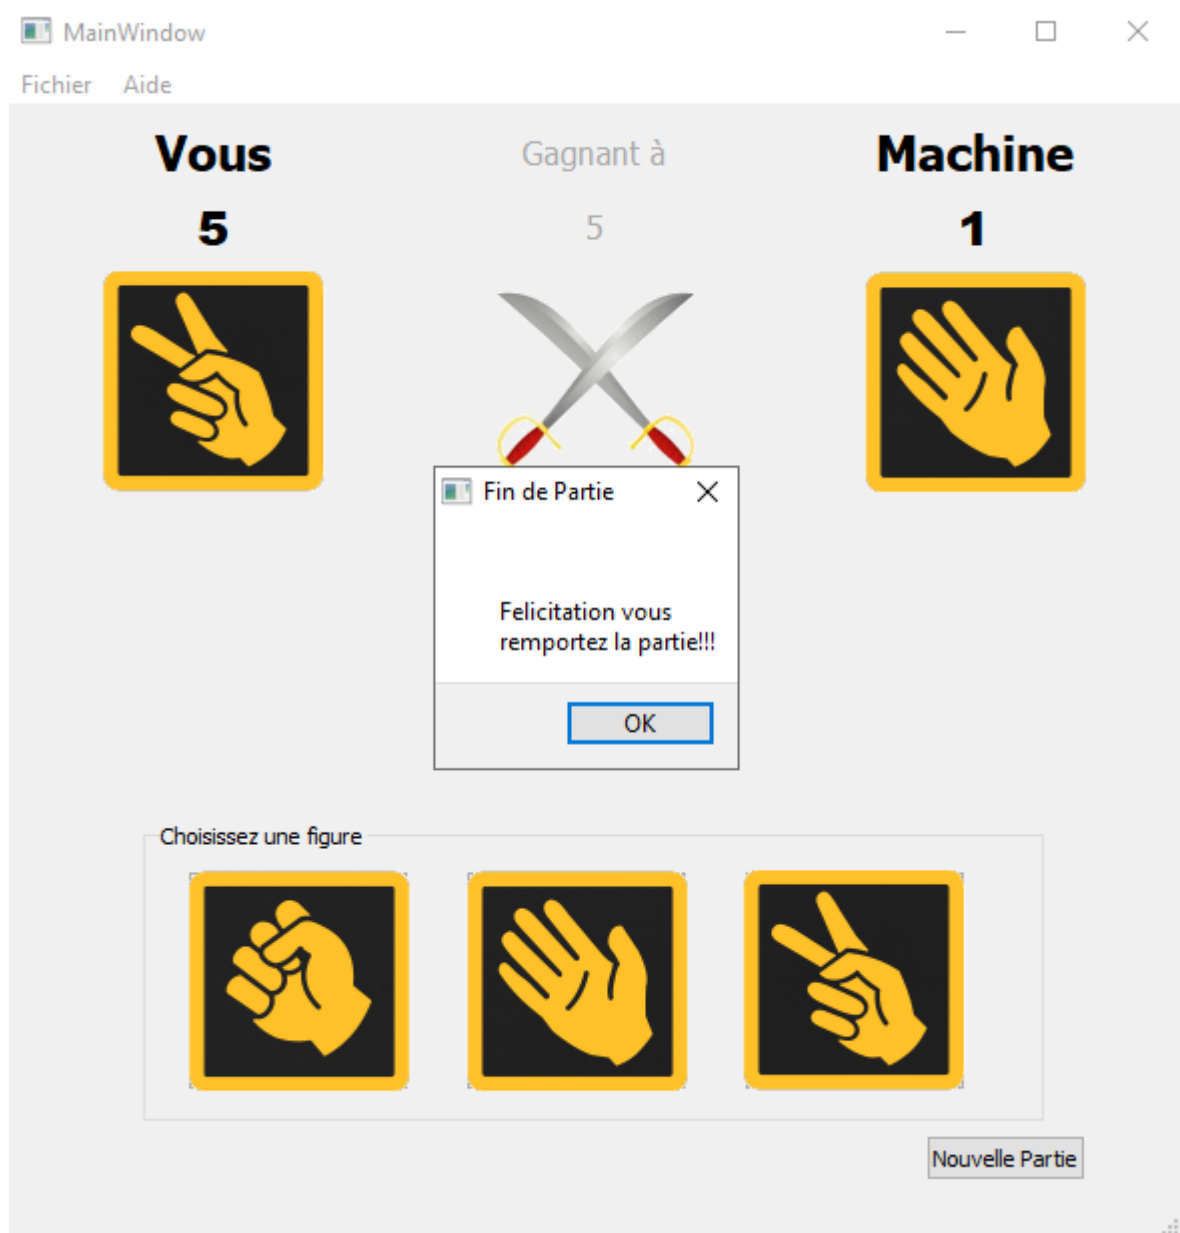 MainWindow
Fichier Aide
Vous
Gagnant à
Machine
5
5
1
Fin de Partie
Felicitation vous
remportez la partie!!!
OK
Choisissez une figure
Nouvelle Partie